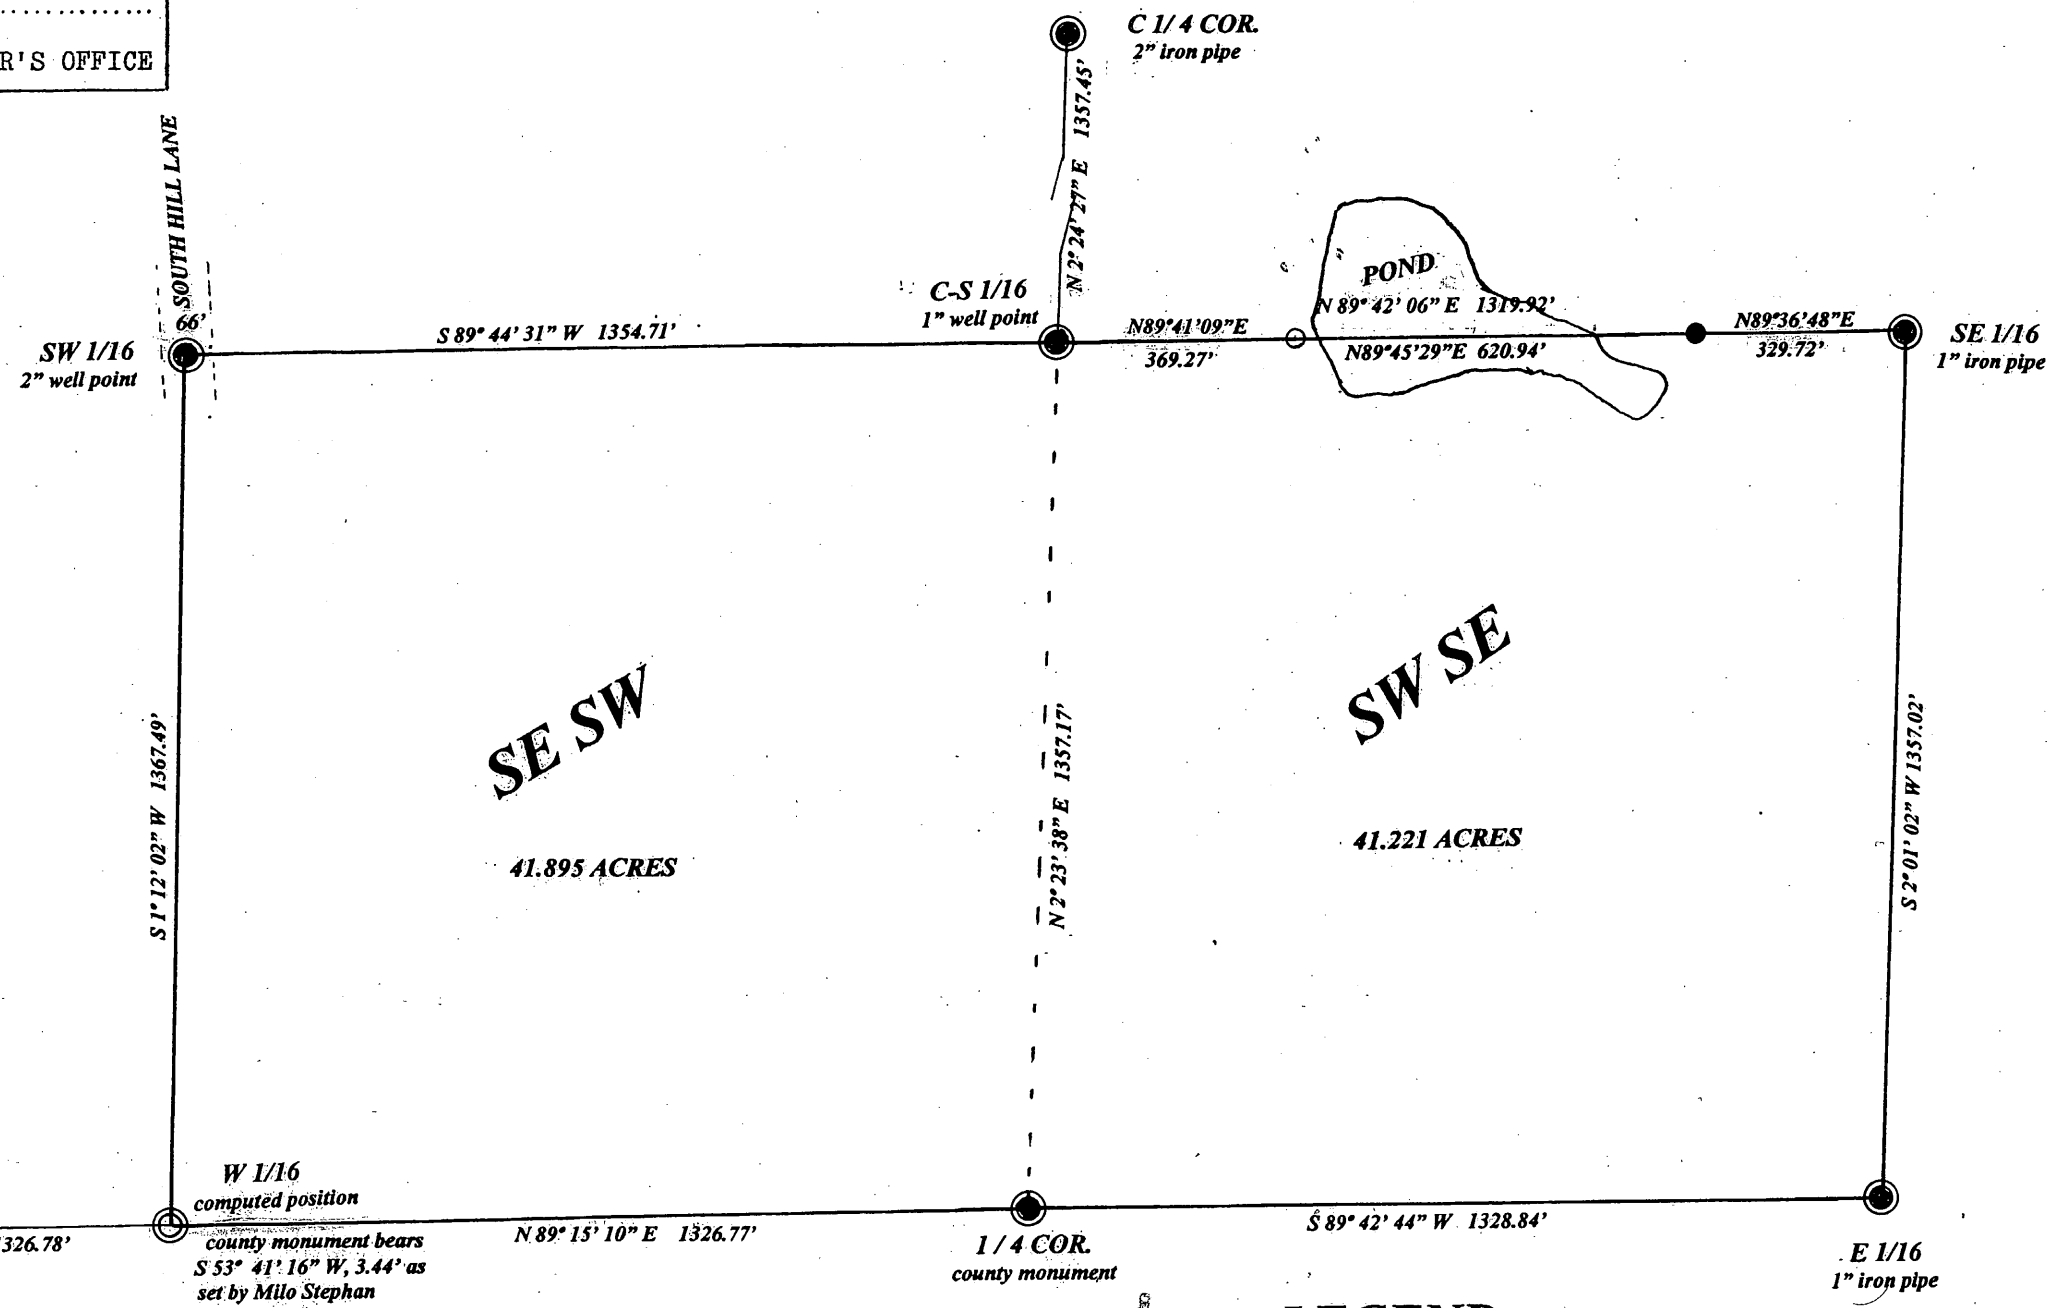 R'S OFFICE
C 1/4 COR.
2" iron pipe
SOUTH HILL LANE
66'
N 2° 24' 27" E 1357.45'
POND
C-S 1/16
1" well point
SW 1/16
2" well point
S 89° 44' 31" W 1354.71'
N89°41'09"E
369.27'
N 89° 42' 06" E 1319.92'
N89°45'29"E 620.94'
N89°36'48"E
329.72'
SE 1/16
1" iron pipe
SE SW
41.895 ACRES
SW SE
41.221 ACRES
S 1° 12' 02" W 1367.49'
N 2° 23' 38" E 1357.17'
S 2° 01' 02" W 1357.02'
W 1/16
computed position
326.78'
county monument bears
S 53° 41' 16" W, 3.44' as
set by Milo Stephan
N 89° 15' 10" E 1326.77'
1/4 COR.
county monument
S 89° 42' 44" W 1328.84'
E 1/16
1" iron pipe
LEGEND